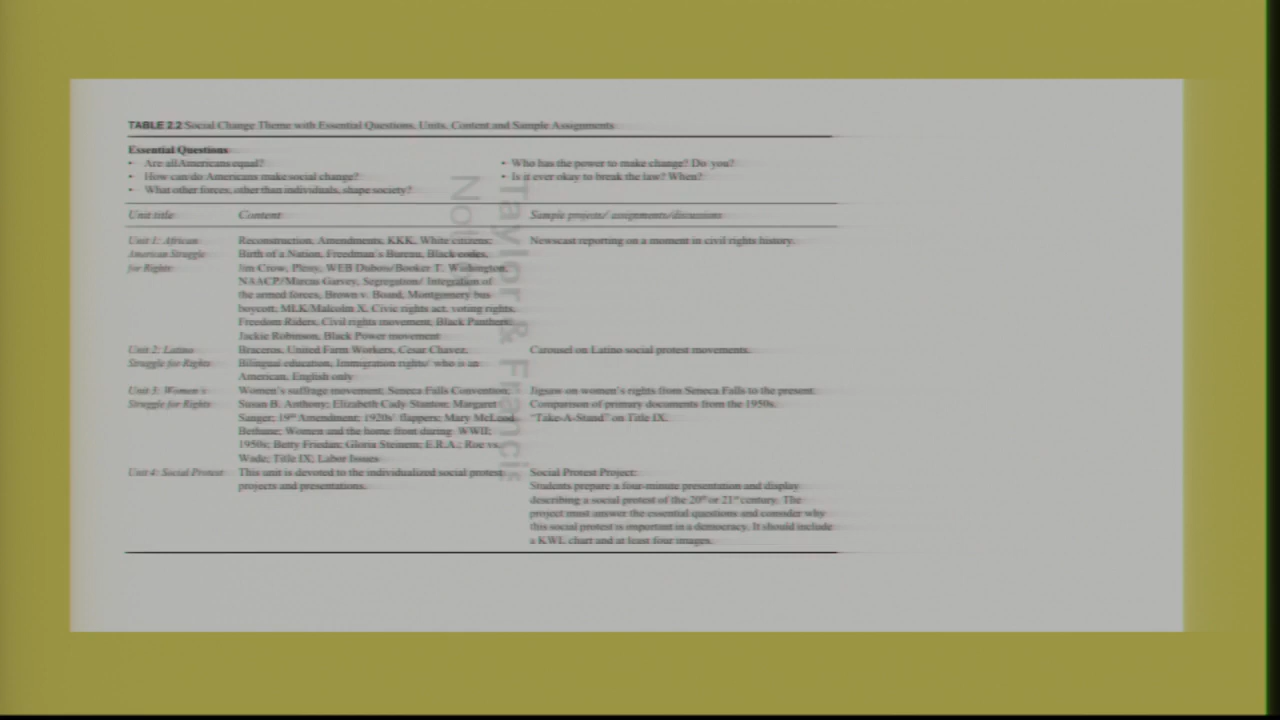 TABLE 2.2 Social Change Theme with Essential Questions, Units, Content and Sample Assignments
Essential Questions
• Are all Americans equal?
• How can/do Americans make social change?
• What other forces, other than individuals, shape society?
• Who has the power to make change? Do you?
• Is it ever okay to break the law? When?
Unit title Content Sample projects/ assignments/discussions
Unit 1: African
American Struggle
for Rights
Reconstruction, Amendments, KKK, White citizens;
Birth of a Nation, Freedman's Bureau, Black codes,
Jim Crow, Plessy, WEB Dubois/Booker T. Washington,
NAACP/Marcus Garvey, Segregation/ Integration of
the armed forces, Brown v. Board, Montgomery bus
boycott; MLK/Malcolm X, Civic rights act, voting rights,
Freedom Riders, Civil rights movement, Black Panthers;
Jackie Robinson, Black Power movement
Newscast reporting on a moment in civil rights history.
Unit 2: Latino
Struggle for Rights
Braceros, United Farm Workers, Cesar Chavez,
Bilingual education, Immigration rights/ who is an
American, English only
Carousel on Latino social protest movements.
Unit 3: Women's
Struggle for Rights
Women's suffrage movement; Seneca Falls Convention;
Susan B. Anthony; Elizabeth Cady Stanton; Margaret
Sanger; 19th Amendment; 1920s' flappers; Mary McLeod
Bethune; Women and the home front during WWII;
1950s; Betty Friedan; Gloria Steinem; E.R.A.; Roe vs.
Wade; Title IX; Labor Issues
Jigsaw on women's rights from Seneca Falls to the present.
Comparison of primary documents from the 1950s.
"Take-A-Stand" on Title IX.
Unit 4: Social Protest
This unit is devoted to the individualized social protest
projects and presentations.
Social Protest Project:
Students prepare a four-minute presentation and display
describing a social protest of the 20th or 21st century. The
project must answer the essential questions and consider why
this social protest is important in a democracy. It should include
a KWL chart and at least four images.
Taylor & Francis